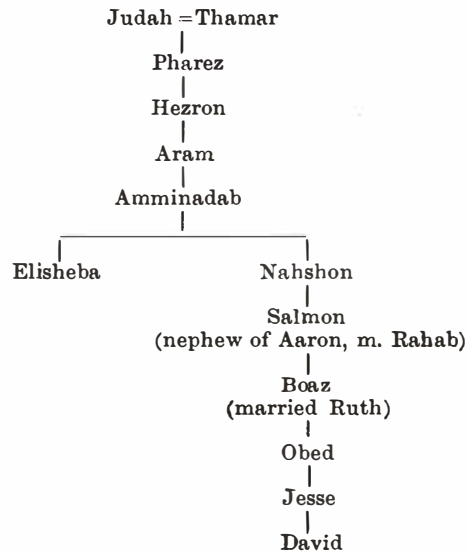 Judah = Thamar
Pharez
Hezron
Aram
Amminadab
Elisheba Nahshon
Salmon
(nephew of Aaron, m. Rahab)
Boaz
(married Ruth)
Obed
Jesse
David